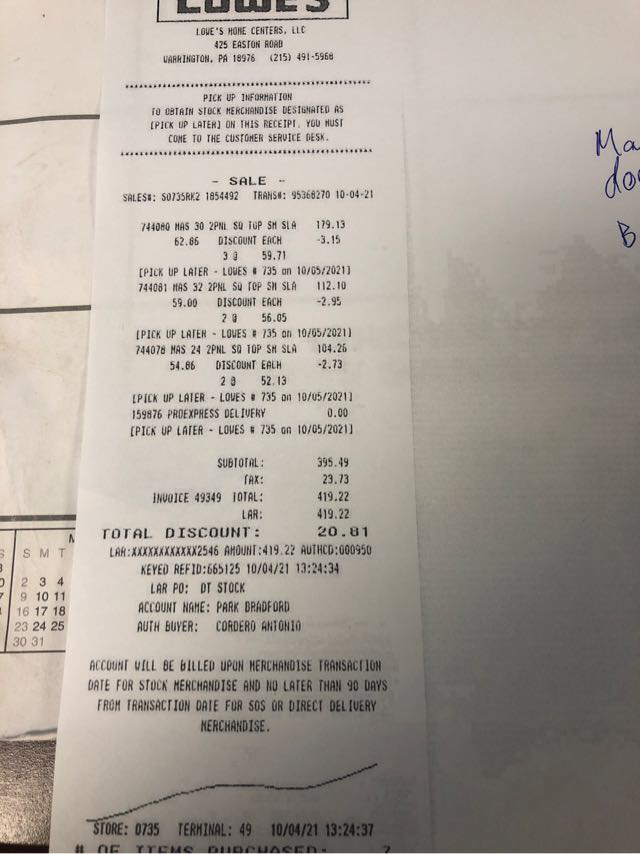 LOWE'S
LOWE'S HOME CENTERS, LLC
425 EASTON ROAD
WARRINGTON, PA 18976 (215) 491-5968
PICK UP INFORMATION
TO OBTAIN STOCK MERCHANDISE DESIGNATED AS
[PICK UP LATER] ON THIS RECEIPT, YOU MUST
COME TO THE CUSTOMER SERVICE DESK.
- SALE -
SALES#: S0735RK2 1854492 TRANS#: 95368270 10-04-21
744080 MAS 30 2PNL SQ TOP SM SLA 179.13
62.86 DISCOUNT EACH -3.15
3 @ 59.71
[PICK UP LATER - LOWES # 735 on 10/05/2021]
744081 MAS 32 2PNL SQ TOP SM SLA 112.10
59.00 DISCOUNT EACH -2.95
2 @ 56.05
[PICK UP LATER - LOWES # 735 on 10/05/2021]
744078 MAS 24 2PNL SQ TOP SM SLA 104.26
54.86 DISCOUNT EACH -2.73
2 @ 52.13
[PICK UP LATER - LOWES # 735 on 10/05/2021]
159876 PROEXPRESS DELIVERY 0.00
[PICK UP LATER - LOWES # 735 on 10/05/2021]
SUBTOTAL: 395.49
TAX: 23.73
INVOICE 49349 TOTAL: 419.22
LAR: 419.22
TOTAL DISCOUNT: 20.81
LAR:XXXXXXXXXXXX2546 AMOUNT:419.22 AUTHCD:000950
KEYED REFID:665125 10/04/21 13:24:34
LAR PO: DT STOCK
ACCOUNT NAME: PARK BRADFORD
AUTH BUYER: CORDERO ANTONIO
ACCOUNT WILL BE BILLED UPON MERCHANDISE TRANSACTION
DATE FOR STOCK MERCHANDISE AND NO LATER THAN 90 DAYS
FROM TRANSACTION DATE FOR SOS OR DIRECT DELIVERY
MERCHANDISE.
STORE: 0735 TERMINAL: 49 10/04/21 13:24:37
# OF ITEMS PURCHASED: 7
S M T
2 3 4
9 10 11
16 17 18
23 24 25
30 31
B